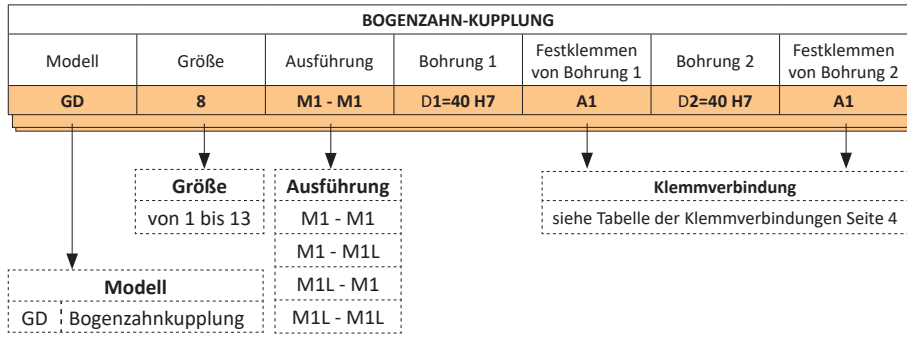 BOGENZAHN-KUPPLUNG
Modell Größe Ausführung Bohrung 1 Festklemmen von Bohrung 1 Bohrung 2 Festklemmen von Bohrung 2
GD 8 M1 - M1 D1=40 H7 A1 D2=40 H7 A1
Größe
von 1 bis 13
Ausführung
M1 - M1
M1 - M1L
M1L - M1
M1L - M1L
Klemmverbindung
siehe Tabelle der Klemmverbindungen Seite 4
Modell
GD Bogenzahnkupplung